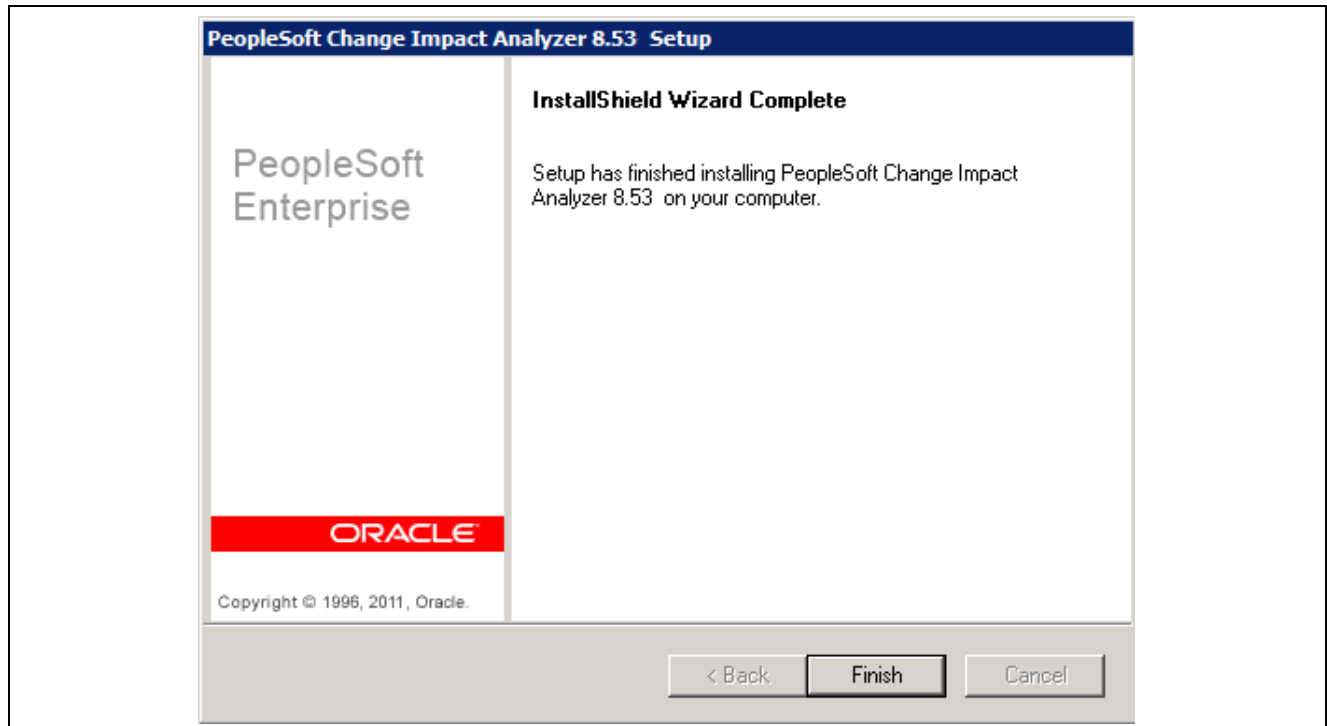 PeopleSoft Change Impact Analyzer 8.53 Setup
PeopleSoft
Enterprise
InstallShield Wizard Complete
Setup has finished installing PeopleSoft Change Impact
Analyzer 8.53 on your computer.
ORACLE
Copyright © 1996, 2011, Oracle.
< Back
Finish
Cancel